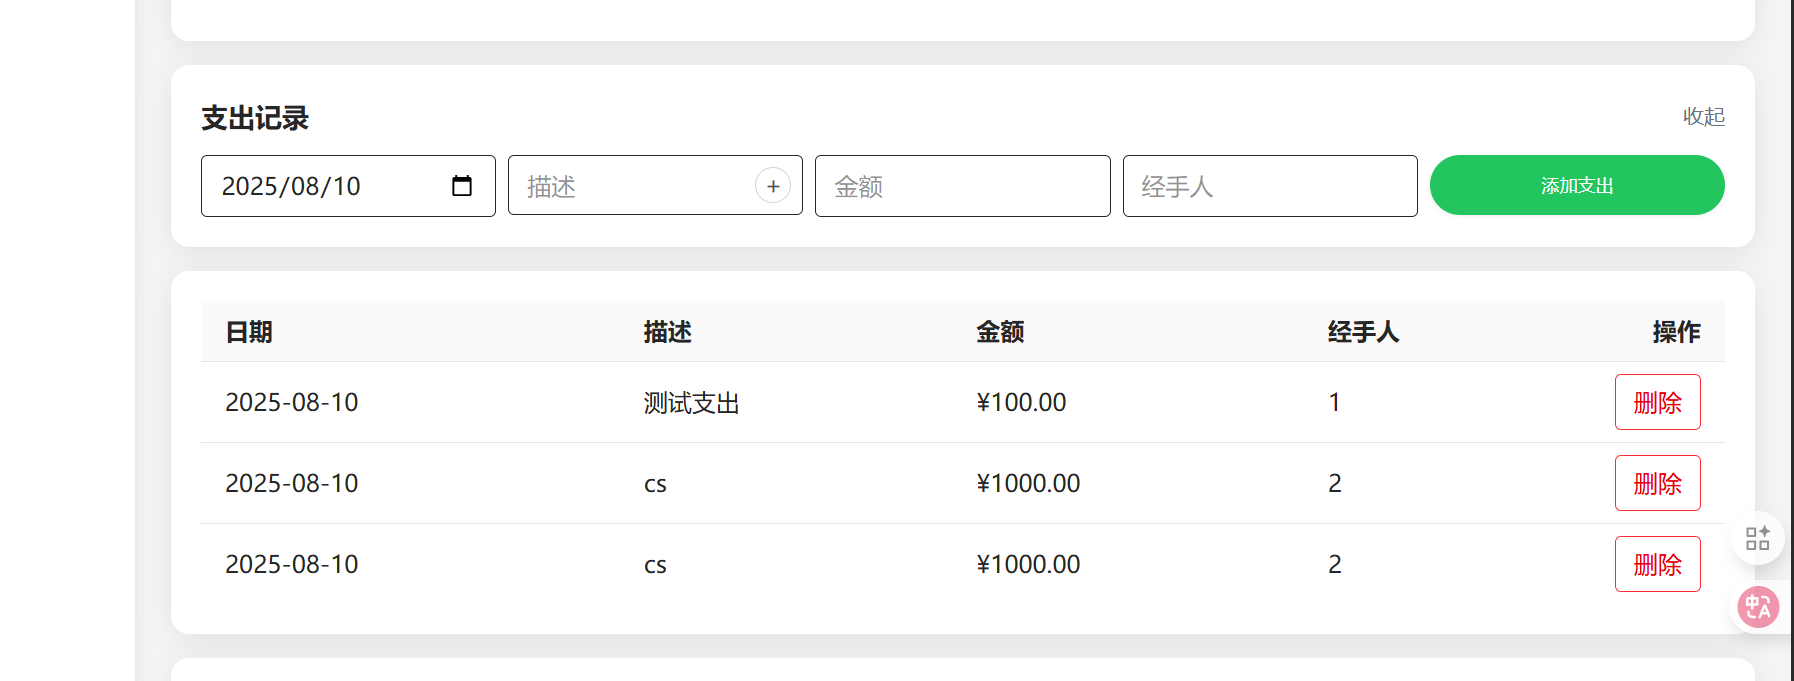 支出记录
收起
2025/08/10
描述
+
金额
经手人
添加支出
日期 描述 金额 经手人 操作
2025-08-10 测试支出 ¥100.00 1 删除
2025-08-10 cs ¥1000.00 2 删除
2025-08-10 cs ¥1000.00 2 删除
中A